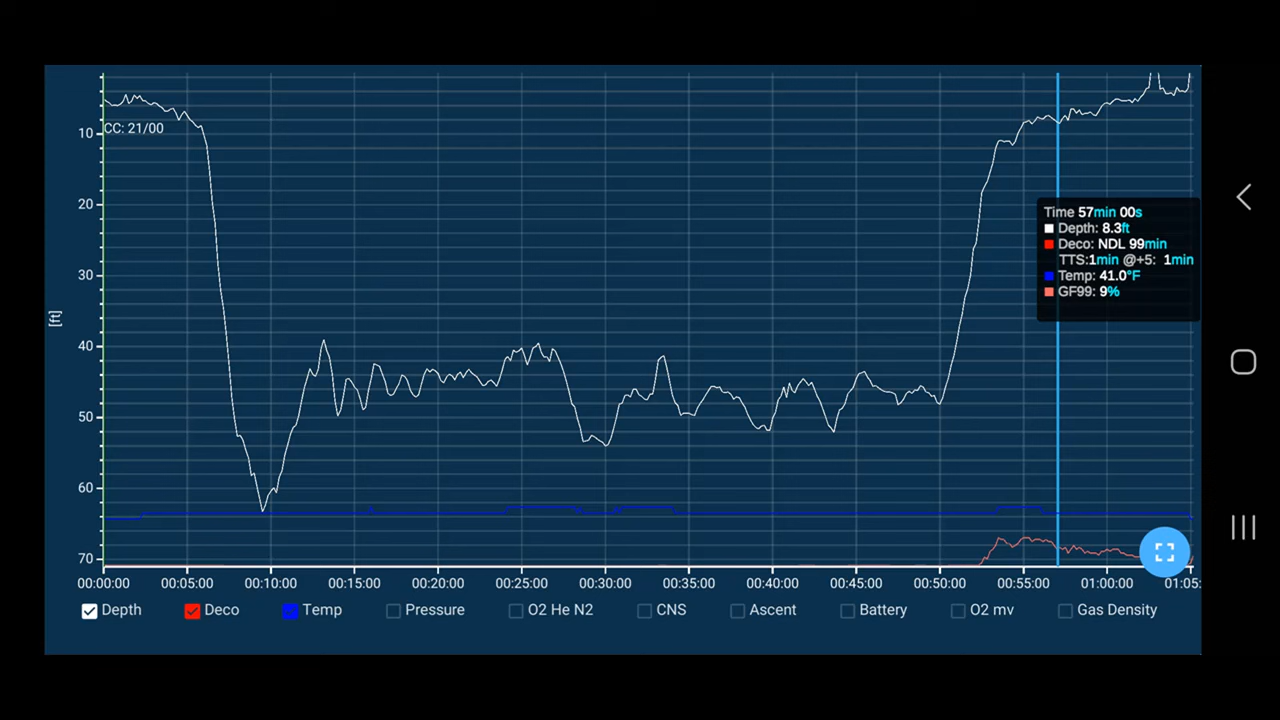 CC: 21/00
10
20
30
40
50
60
70
[ft]
Time 57min 00s
Depth: 8.3ft
Deco: NDL 99min
TTS:1min @+5: 1min
Temp: 41.0°F
GF99: 9%
00:00:00 00:05:00 00:10:00 00:15:00 00:20:00 00:25:00 00:30:00 00:35:00 00:40:00 00:45:00 00:50:00 00:55:00 01:00:00 01:05:
Depth Deco Temp Pressure O2 He N2 CNS Ascent Battery O2 mv Gas Density